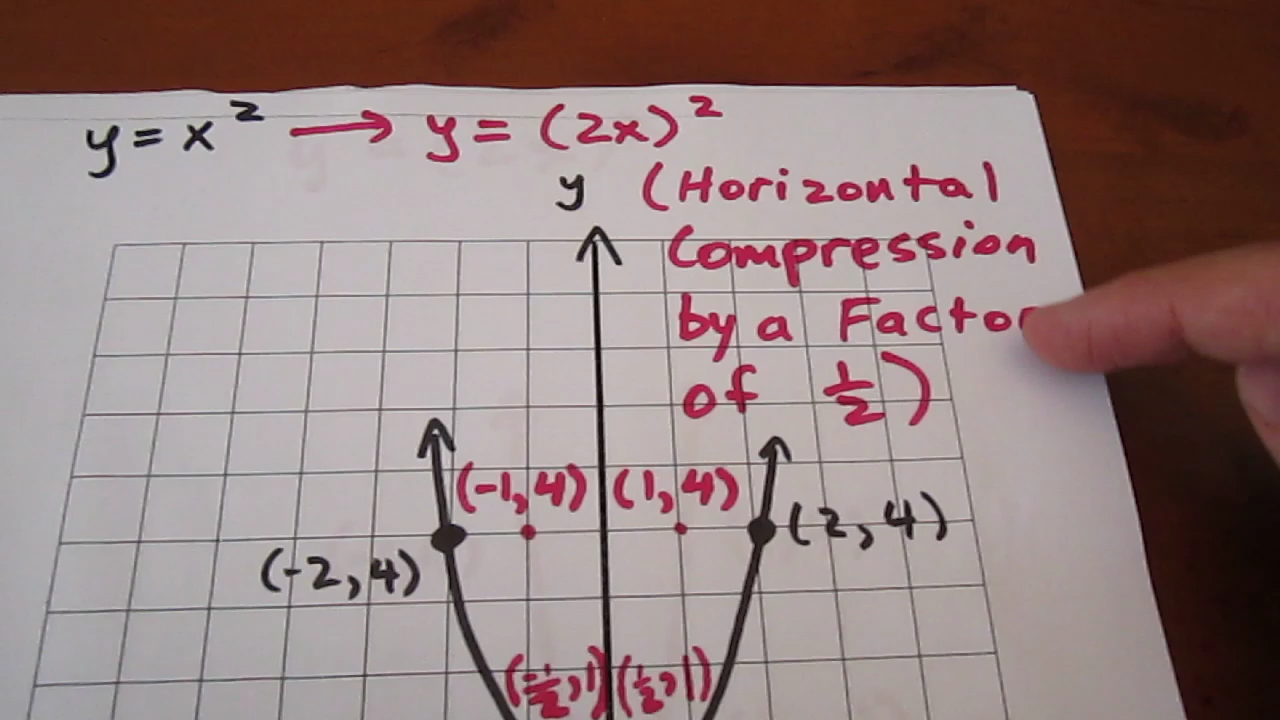 y = x² → y = (2x)²
y (Horizontal
Compression
by a Factor
of 1/2)
(-1,4) (1,4)
(-2,4) (2,4)
(-1/2,1) (1/2,1)